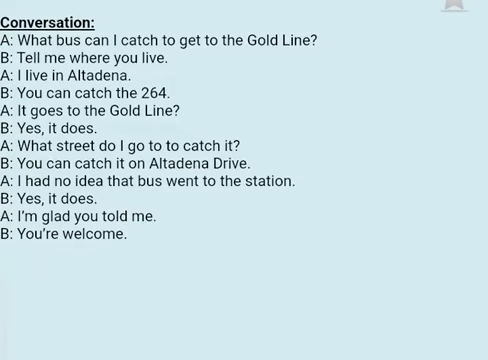 Conversation:
A: What bus can I catch to get to the Gold Line?
B: Tell me where you live.
A: I live in Altadena.
B: You can catch the 264.
A: It goes to the Gold Line?
B: Yes, it does.
A: What street do I go to to catch it?
B: You can catch it on Altadena Drive.
A: I had no idea that bus went to the station.
B: Yes, it does.
A: I'm glad you told me.
B: You're welcome.